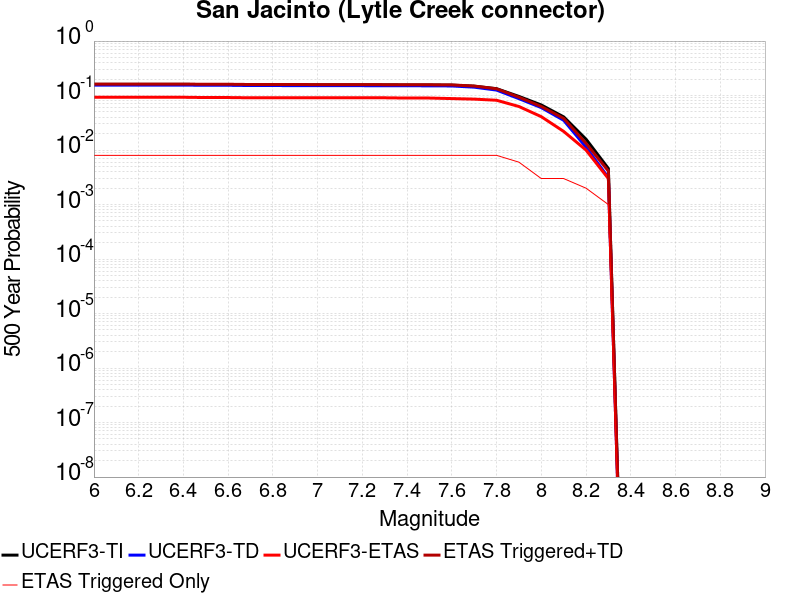 San Jacinto (Lytle Creek connector)
10^0
10^-1
10^-2
10^-3
10^-4
10^-5
10^-6
10^-7
10^-8
500 Year Probability
6 6.2 6.4 6.6 6.8 7 7.2 7.4 7.6 7.8 8 8.2 8.4 8.6 8.8 9
Magnitude
UCERF3-TI UCERF3-TD UCERF3-ETAS ETAS Triggered+TD
ETAS Triggered Only